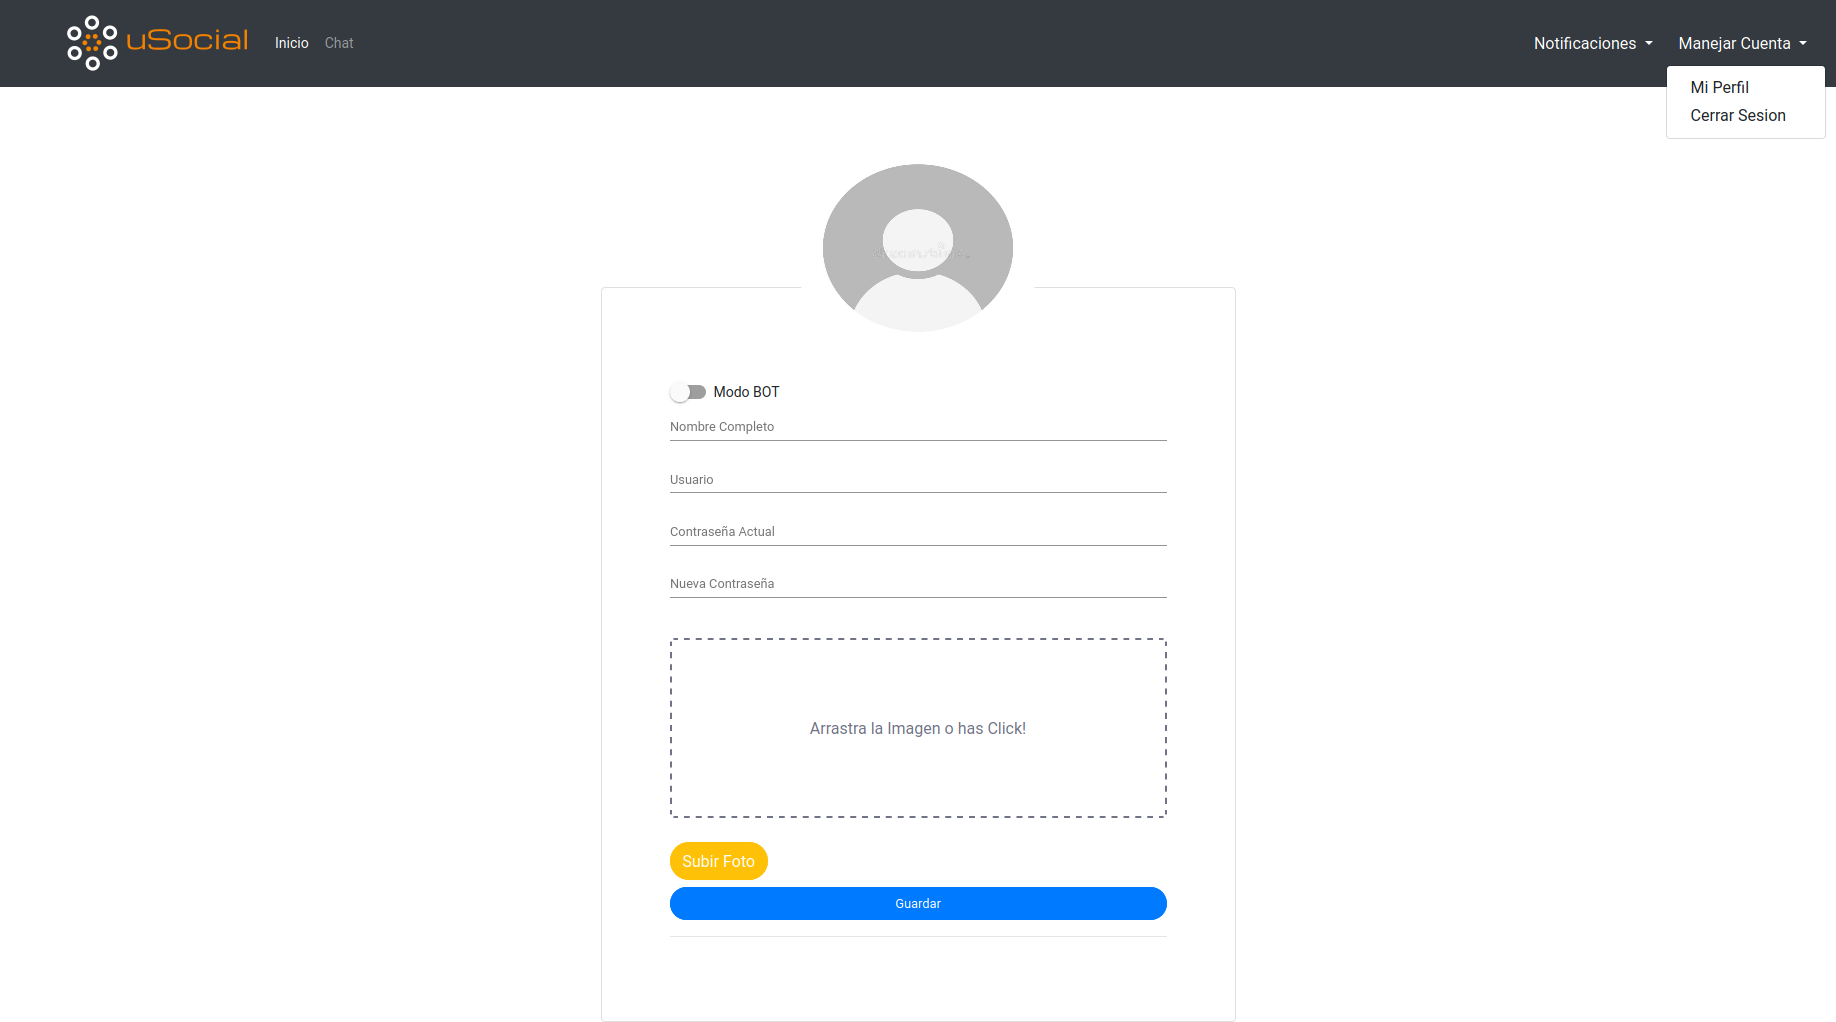 uSocial
Inicio
Chat
Notificaciones
Manejar Cuenta
Mi Perfil
Cerrar Sesion
Modo BOT
Nombre Completo
Usuario
Contraseña Actual
Nueva Contraseña
Arrastra la Imagen o has Click!
Subir Foto
Guardar